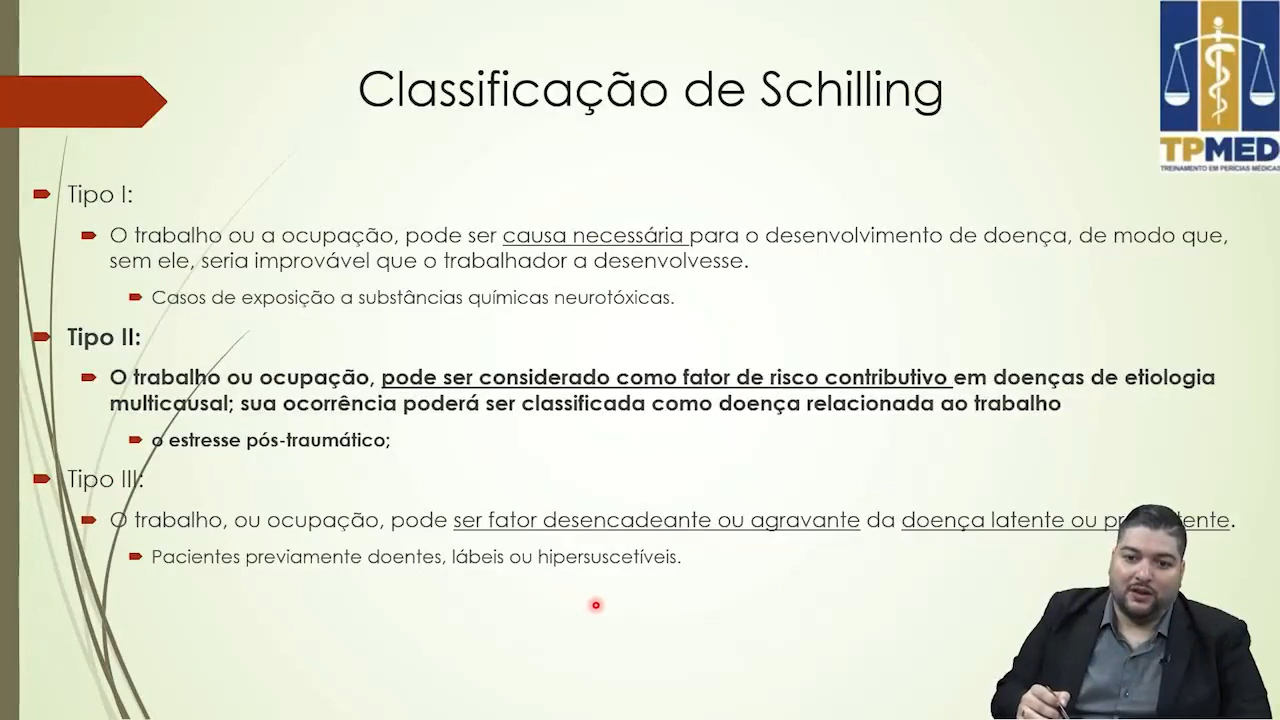 Classificação de Schilling
TPMED
TREINAMENTO EM PERÍCIAS MÉDICAS
Tipo I:
O trabalho ou a ocupação, pode ser causa necessária para o desenvolvimento de doença, de modo que,
sem ele, seria improvável que o trabalhador a desenvolvesse.
Casos de exposição a substâncias químicas neurotóxicas.
Tipo II:
O trabalho ou ocupação, pode ser considerado como fator de risco contributivo em doenças de etiologia
multicausal; sua ocorrência poderá ser classificada como doença relacionada ao trabalho
o estresse pós-traumático;
Tipo III:
O trabalho, ou ocupação, pode ser fator desencadeante ou agravante da doença latente ou
Pacientes previamente doentes, lábeis ou hipersuscetíveis.